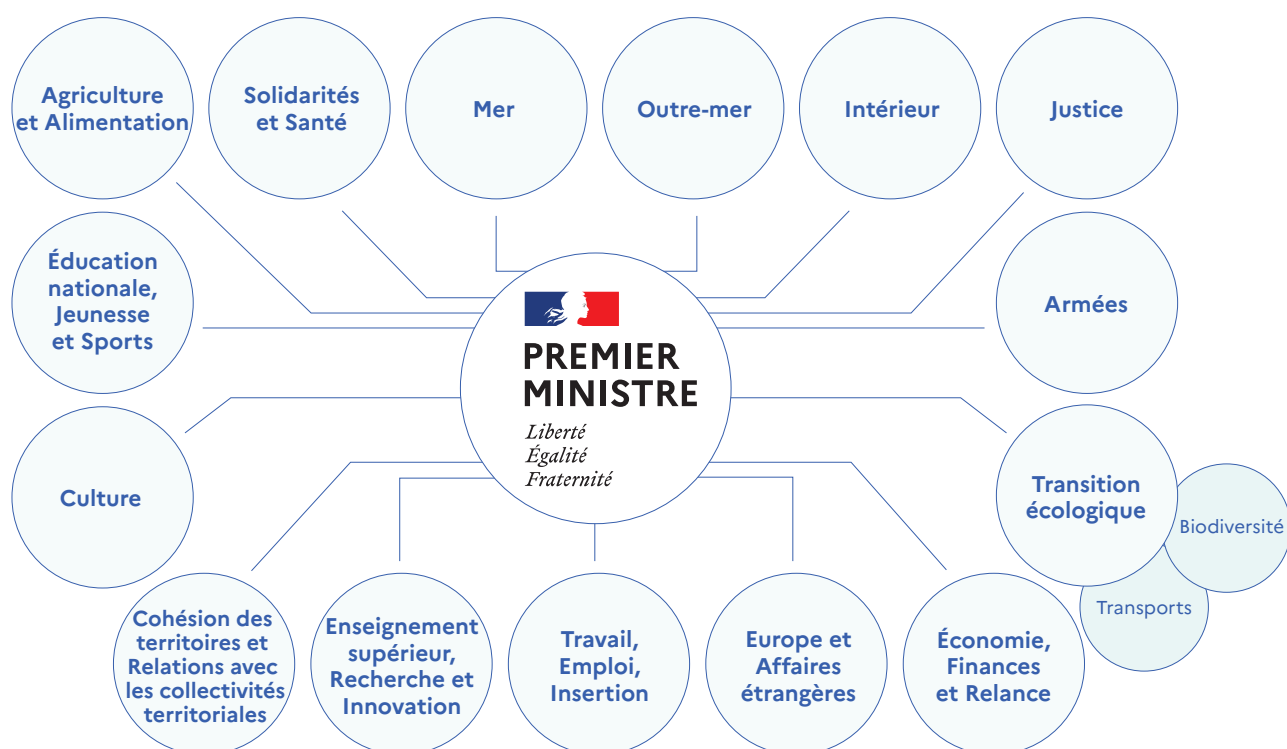 Agriculture
et Alimentation
Solidarités
et Santé
Mer
Outre-mer
Intérieur
Justice
Éducation
nationale,
Jeunesse
et Sports
PREMIER
MINISTRE
Liberté
Égalité
Fraternité
Armées
Culture
Transition
écologique
Biodiversité
Transports
Cohésion des
territoires et
Relations avec
les collectivités
territoriales
Enseignement
supérieur,
Recherche et
Innovation
Travail,
Emploi,
Insertion
Europe et
Affaires
étrangères
Économie,
Finances
et Relance